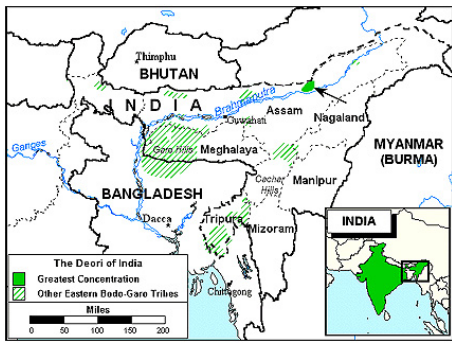 Thimphu
BHUTAN
INDIA
Brahmaputra
Assam
Guwahati
Nagaland
Ganges
Garo Hills
Meghalaya
MYANMAR
(BURMA)
Cachar
Hills
Manipur
BANGLADESH
Dacca
Tripura
Mizoram
Chittagong
INDIA
The Deori of India
Greatest Concentration
Other Eastern Bodo-Garo Tribes
Miles
0 50 100 150 200